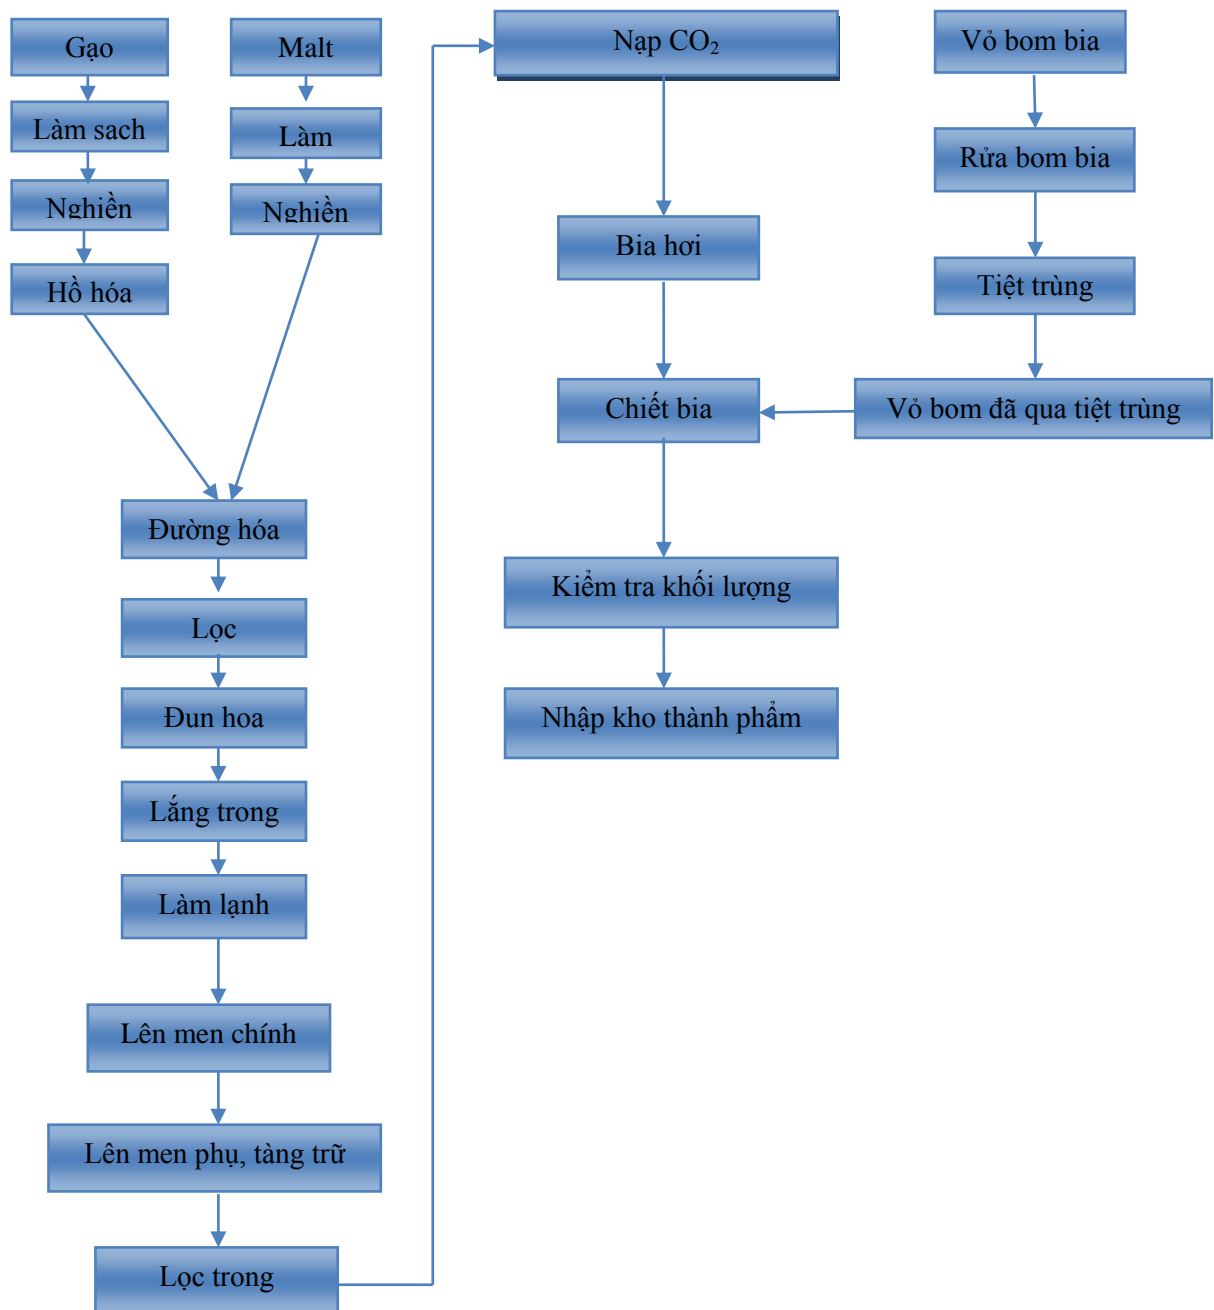 Gạo
Làm sach
Nghiền
Hồ hóa
Malt
Làm
Nghiền
Đường hóa
Lọc
Đun hoa
Lắng trong
Làm lạnh
Lên men chính
Lên men phụ, tàng trữ
Lọc trong
Nạp CO₂
Bia hơi
Chiết bia
Kiểm tra khối lượng
Nhập kho thành phẩm
Vỏ bom bia
Rửa bom bia
Tiệt trùng
Vỏ bom đã qua tiệt trùng